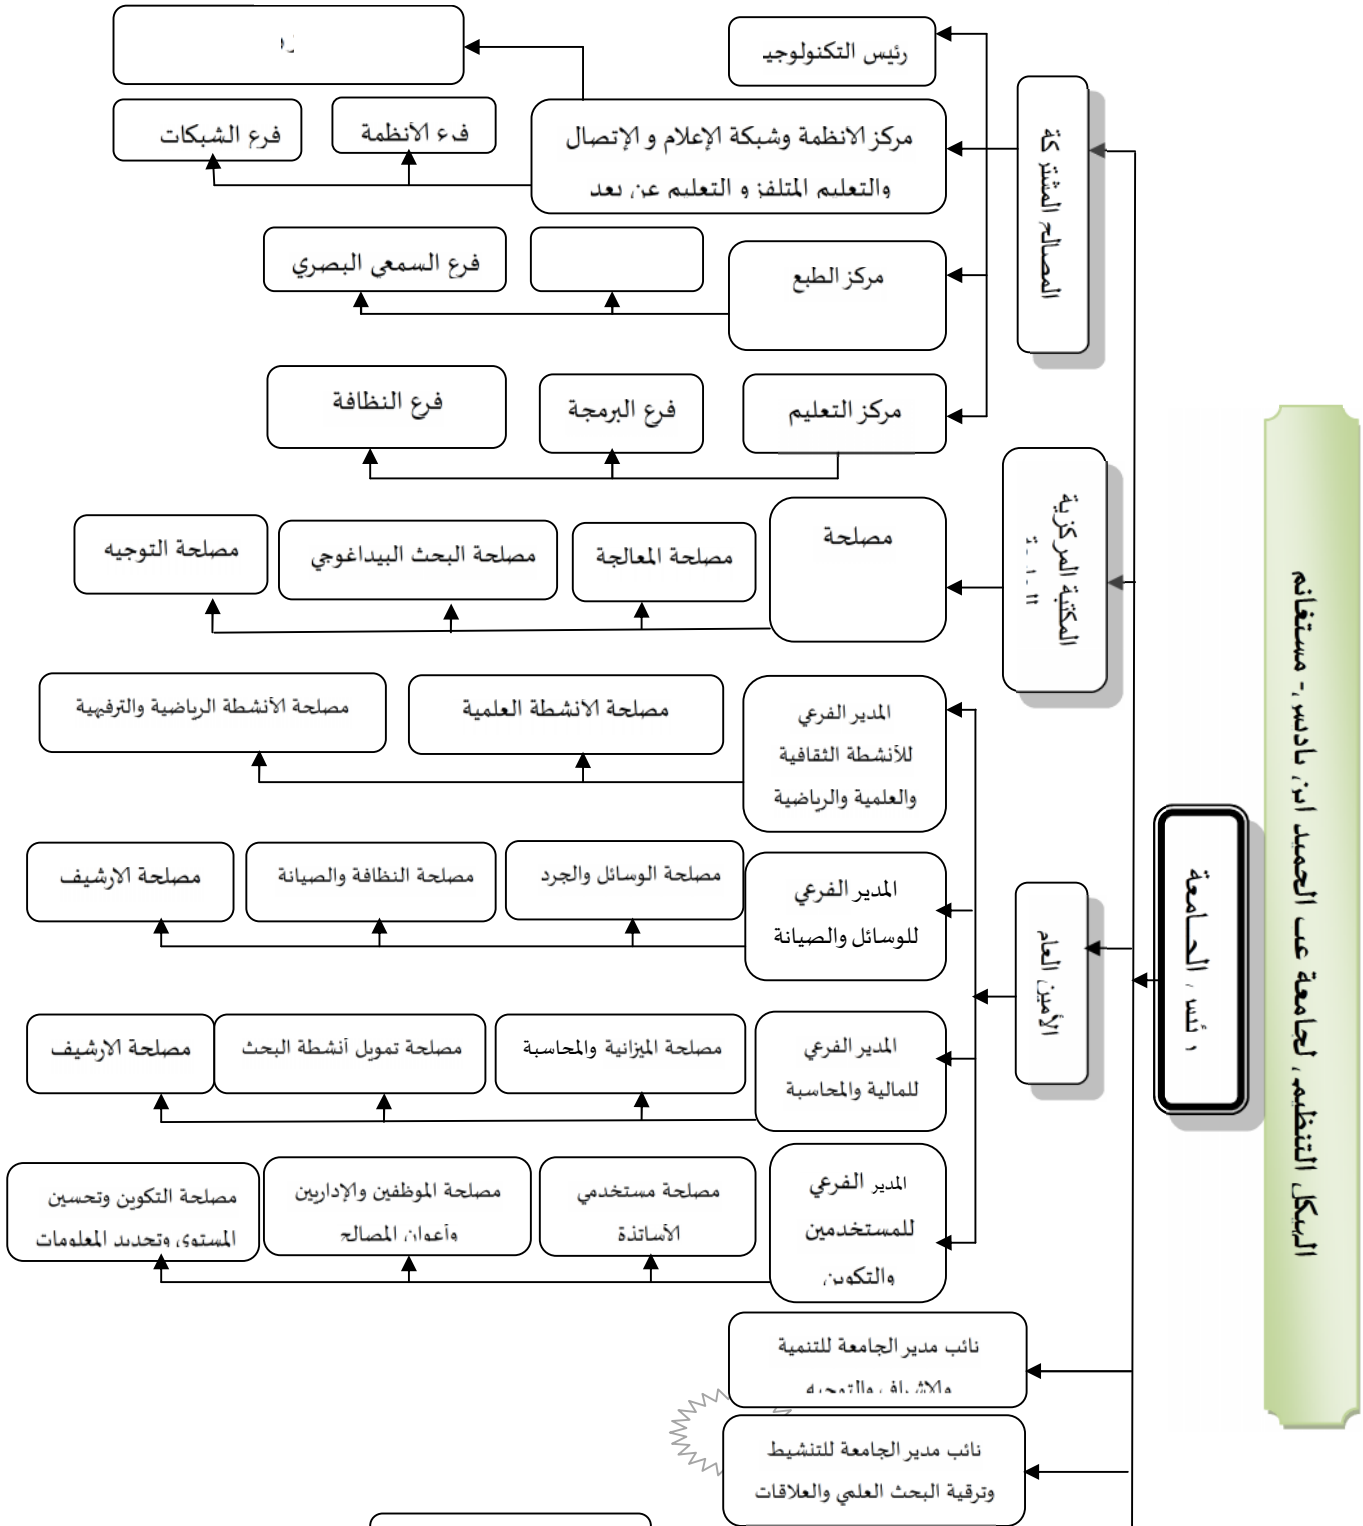 الهيكل التنظيمي لجامعة عبد الحميد ابن باديس - مستغانم
المصالح المشتركة
رئيس التكنولوجي
مركز الانظمة وشبكة الإعلام و الإتصال
والتعليم المتلفز و التعليم عن بعد
فرع الأنظمة
فرع الشبكات
مركز الطبع
فرع السمعي البصري
مركز التعليم
فرع البرمجة
فرع النظافة
المكتبة المركزية
مصلحة
مصلحة المعالجة
مصلحة البحث البيداغوجي
مصلحة التوجيه
الأمين العام
المدير الفرعي
للأنشطة الثقافية
والعلمية والرياضية
مصلحة الأنشطة العلمية
مصلحة الأنشطة الرياضية والترفيهية
المدير الفرعي
للوسائل والصيانة
مصلحة الوسائل والجرد
مصلحة النظافة والصيانة
مصلحة الارشيف
المدير الفرعي
للمالية والمحاسبة
مصلحة الميزانية والمحاسبة
مصلحة تمويل أنشطة البحث
مصلحة الارشيف
المدير الفرعي
للمستخدمين
والتكوين
مصلحة مستخدمي
الأساتذة
مصلحة الموظفين والإداريين
وأعوان المصالح
مصلحة التكوين وتحسين
المستوى وتجديد المعلومات
نائب مدير الجامعة للتنمية
والاشراف والتوجيه
نائب مدير الجامعة للتنشيط
وترقية البحث العلمي والعلاقات